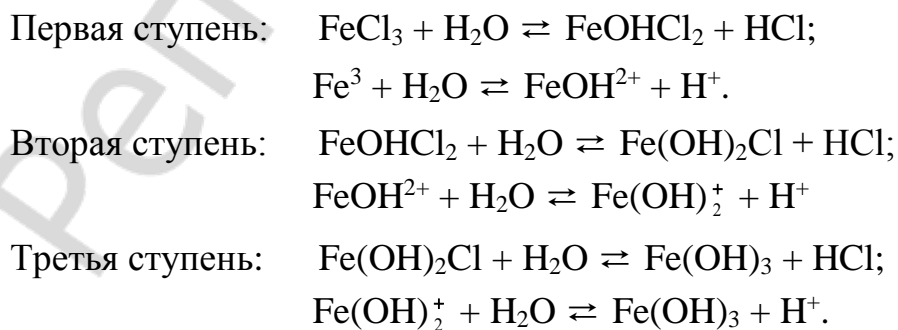 Первая ступень: FeCl₃ + H₂O ⇄ FeOHCl₂ + HCl;
Fe³ + H₂O ⇄ FeOH²⁺ + H⁺.
Вторая ступень: FeOHCl₂ + H₂O ⇄ Fe(OH)₂Cl + HCl;
FeOH²⁺ + H₂O ⇄ Fe(OH)₂⁺ + H⁺
Третья ступень: Fe(OH)₂Cl + H₂O ⇄ Fe(OH)₃ + HCl;
Fe(OH)₂⁺ + H₂O ⇄ Fe(OH)₃ + H⁺.
Реп